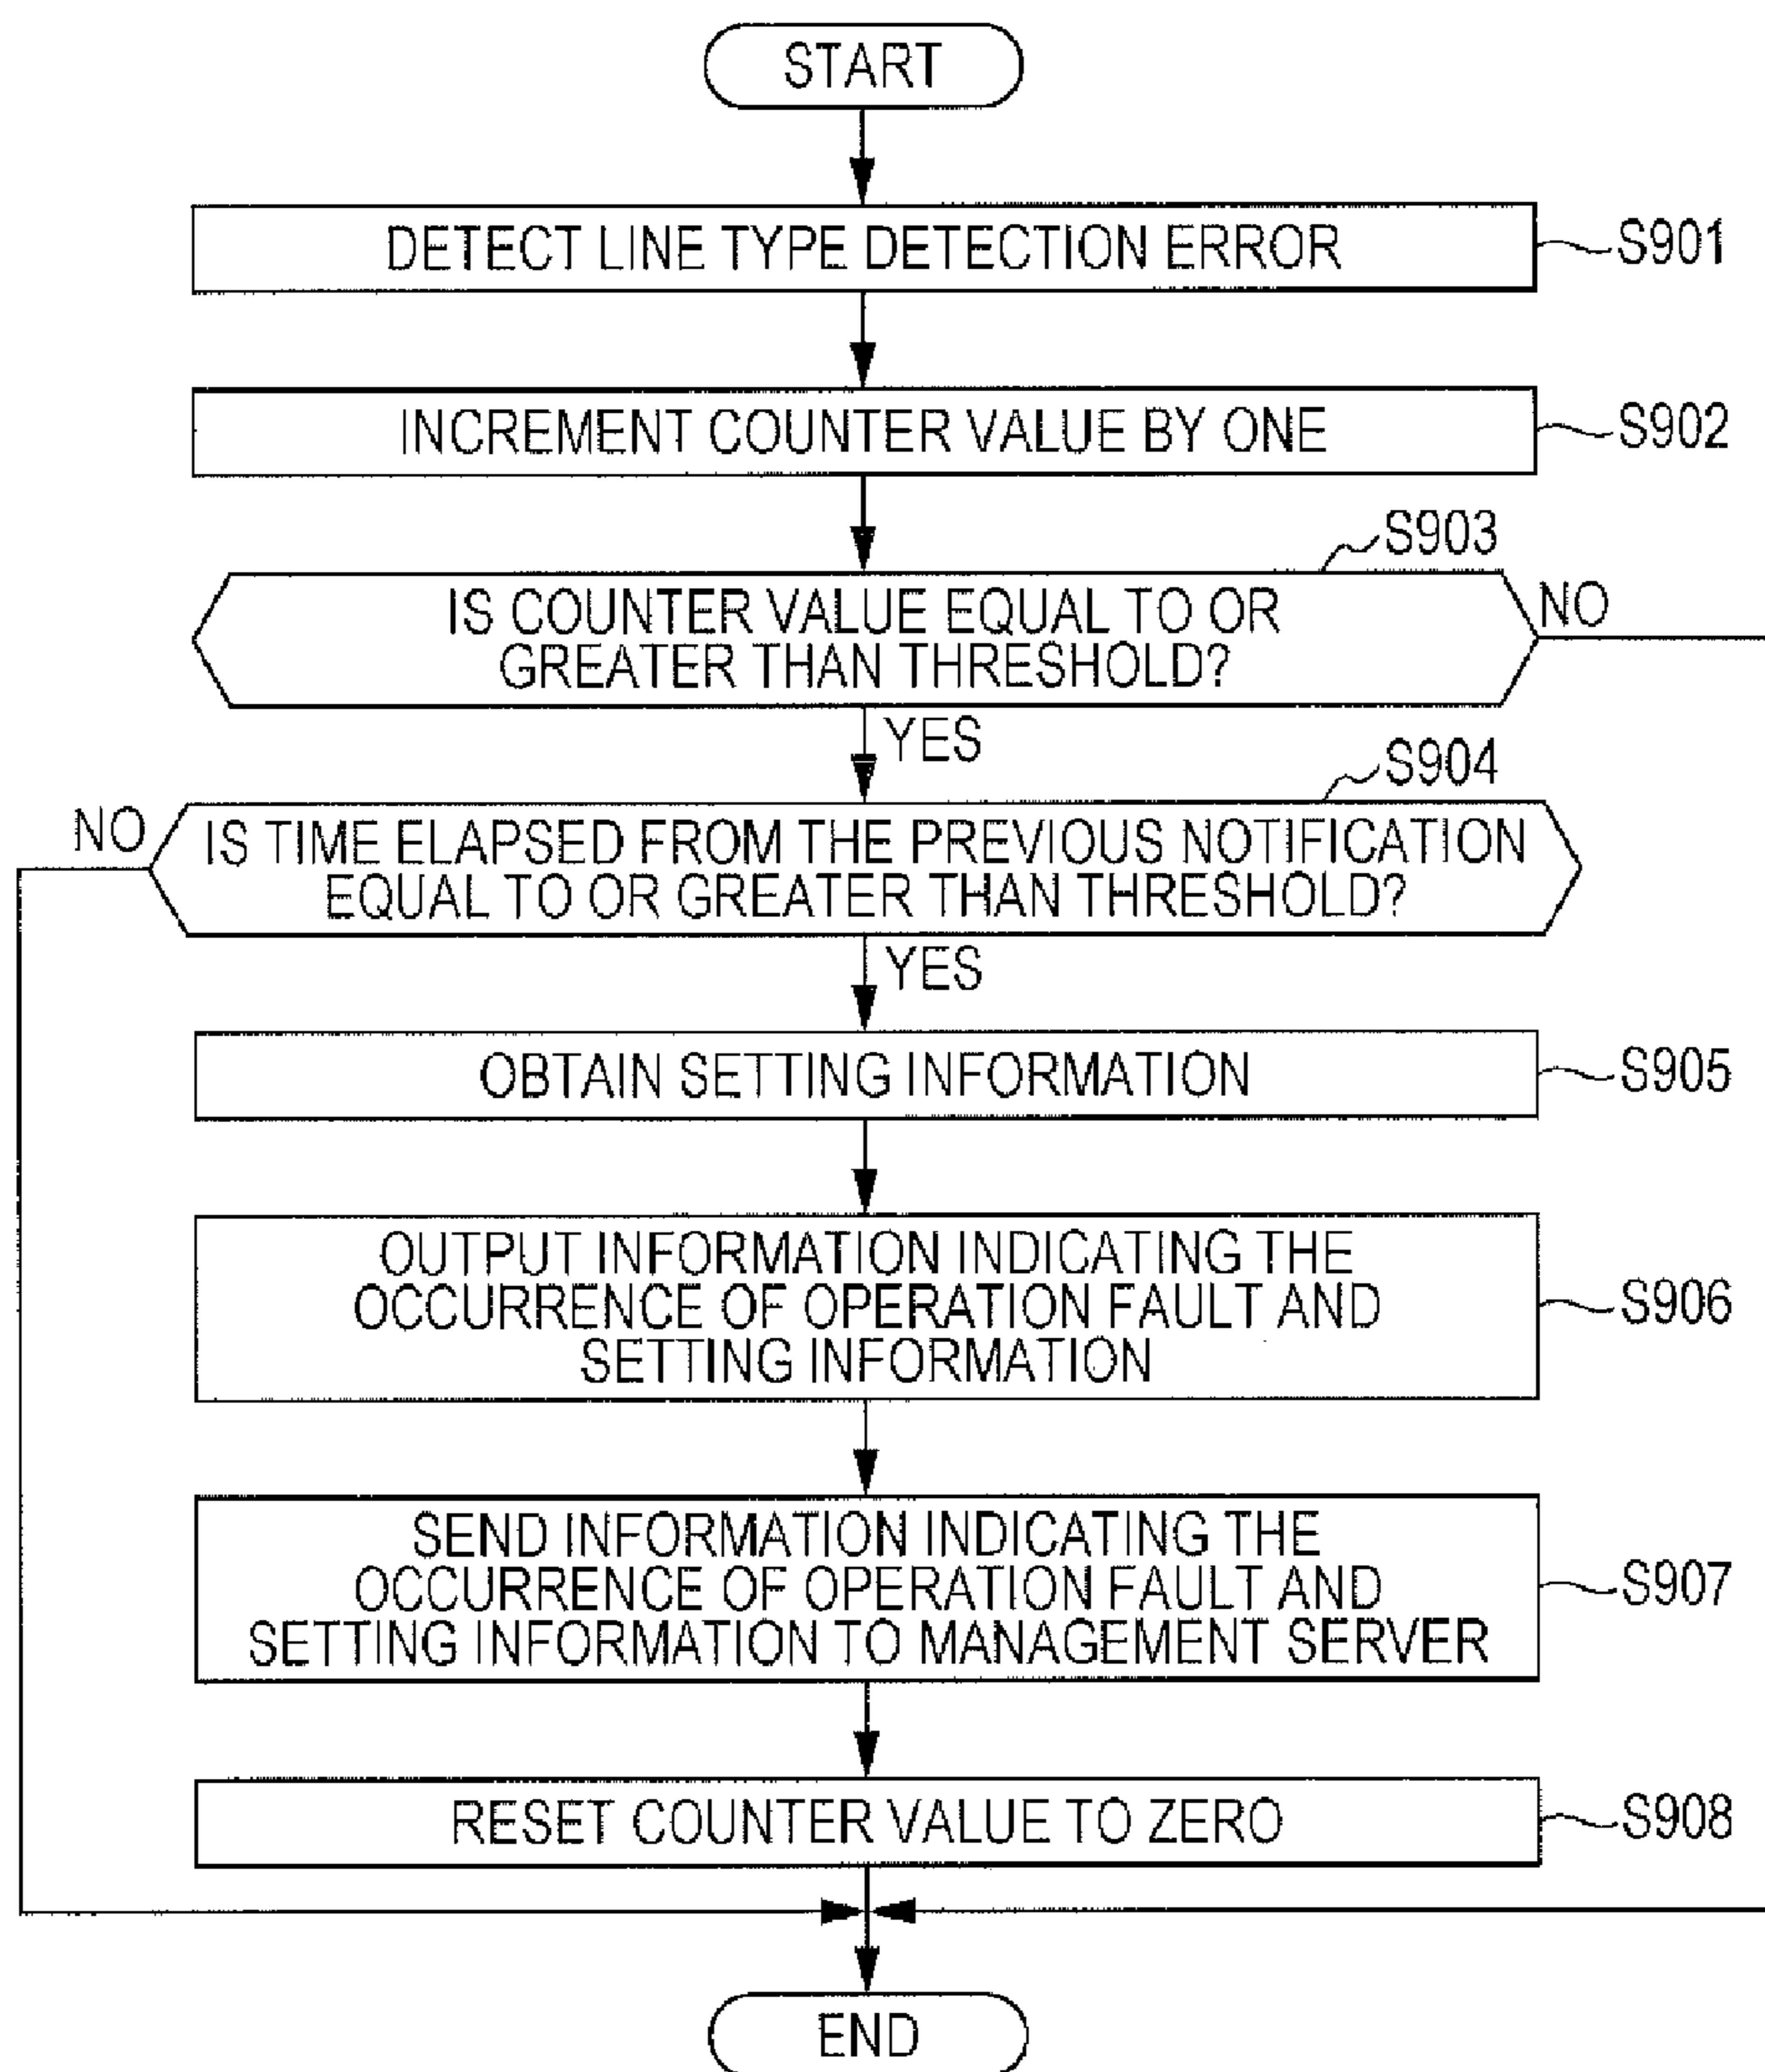 START
DETECT LINE TYPE DETECTION ERROR
S901
INCREMENT COUNTER VALUE BY ONE
S902
S903
IS COUNTER VALUE EQUAL TO OR
GREATER THAN THRESHOLD?
NO
YES
S904
NO
IS TIME ELAPSED FROM THE PREVIOUS NOTIFICATION
EQUAL TO OR GREATER THAN THRESHOLD?
YES
OBTAIN SETTING INFORMATION
S905
OUTPUT INFORMATION INDICATING THE
OCCURRENCE OF OPERATION FAULT AND
SETTING INFORMATION
S906
SEND INFORMATION INDICATING THE
OCCURRENCE OF OPERATION FAULT AND
SETTING INFORMATION TO MANAGEMENT SERVER
S907
RESET COUNTER VALUE TO ZERO
S908
END